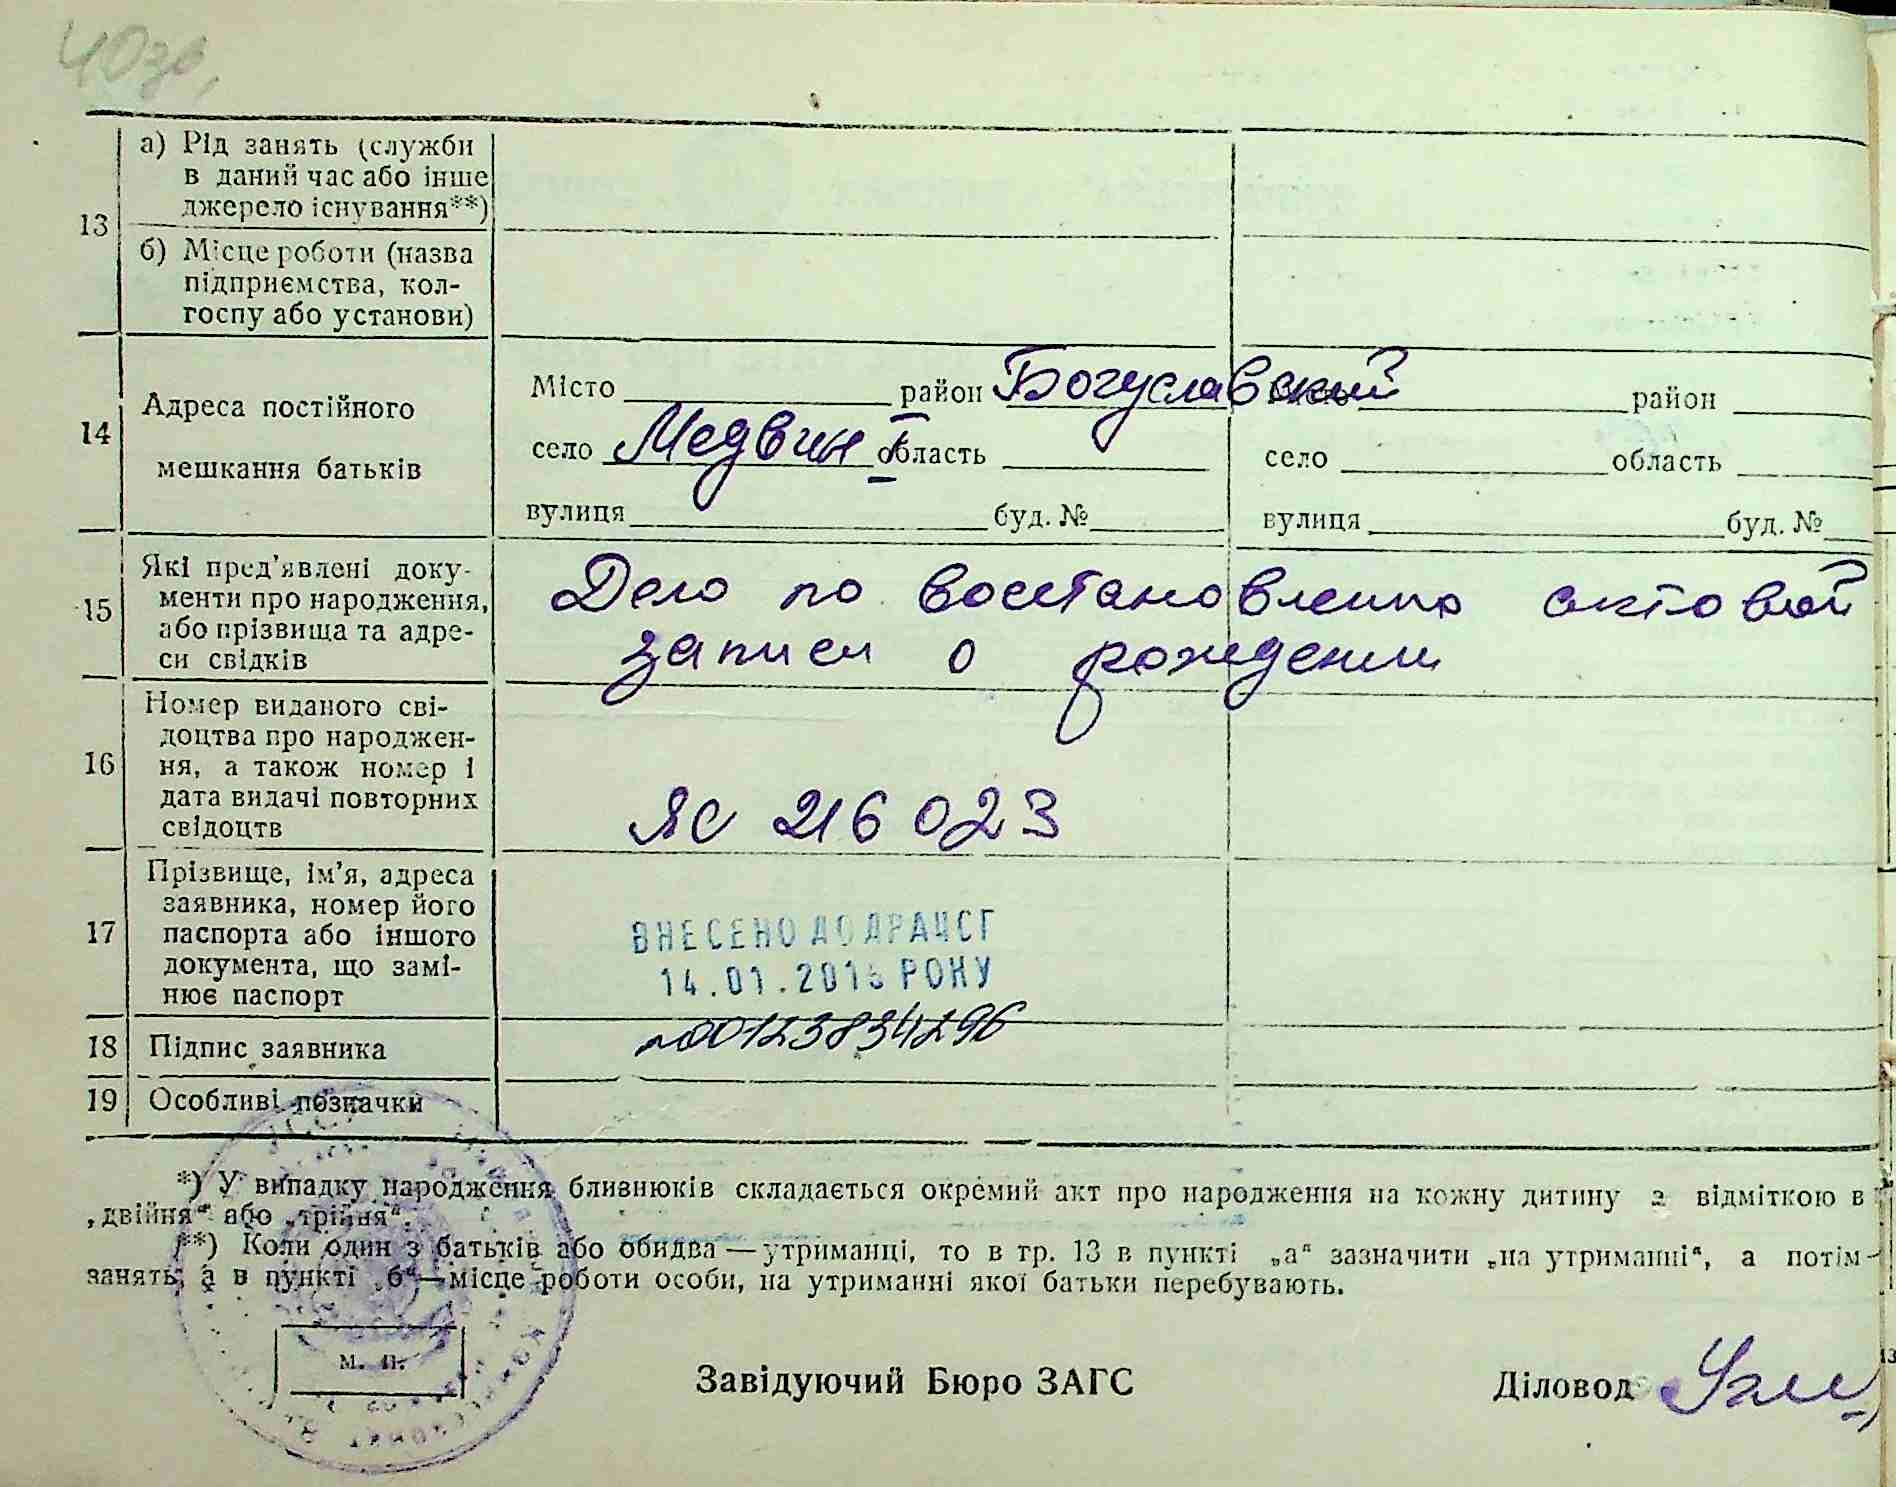 40зв.
13
а) Рід занять (служби
в даний час або інше
джерело існування**)
б) Місце роботи (назва
підприємства, кол-
госпу або установи)
14
Адреса постійного
мешкання батьків
Місто район Богуславский район
село Медвин область село область
вулиця буд. № вулиця буд. №
15
Які пред’явлені доку-
менти про народження,
або прізвища та адре-
си свідків
Дело по восстановлению актовой
записи о рождении
16
Номер виданого сві-
доцтва про народжен-
ня, а також номер і
дата видачі повторних
свідоцтв
ЯС 216023
17
Прізвище, ім’я, адреса
заявника, номер його
паспорта або іншого
документа, що замі-
нює паспорт
ВНЕСЕНО ДО ДРАЦСГ
14.01.2015 РОКУ
18 Підпис заявника
00123834296
19 Особливі позначки
*) У випадку народження близнюків складається окремий акт про народження на кожну дитину з відміткою в
„двійня“ або „трійня“.
**) Коли один з батьків або обидва — утриманці, то в гр. 13 в пункті „а“ зазначити „на утриманні“, а потім
занять, а в пункті „б“ — місце роботи особи, на утриманні якої батьки перебувають.
М. П.
Завідуючий Бюро ЗАГС Діловод